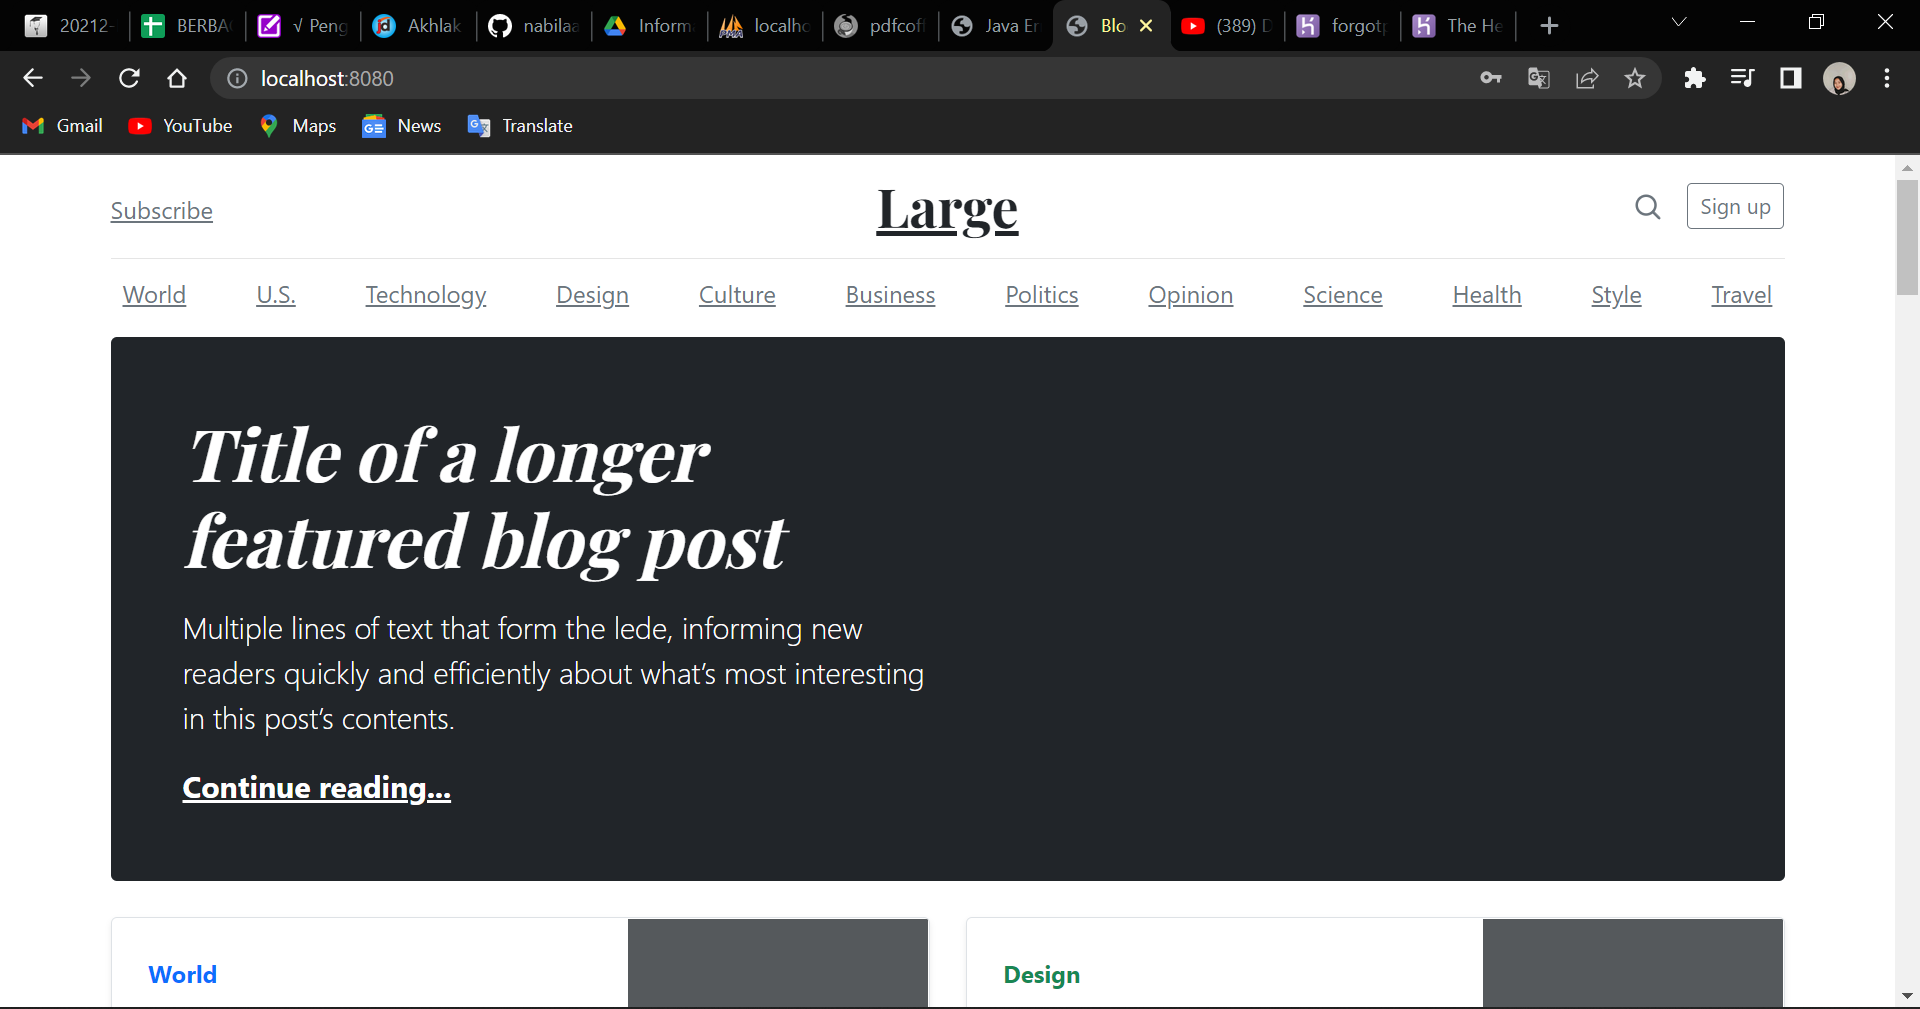 20212- BERBA √ Peng Akhlak nabilaa Inform localho pdfcoff Java Er Blo (389) D forgotp The He
localhost:8080
Gmail YouTube Maps News Translate
Subscribe Large Sign up
World U.S. Technology Design Culture Business Politics Opinion Science Health Style Travel
Title of a longer
featured blog post
Multiple lines of text that form the lede, informing new
readers quickly and efficiently about what’s most interesting
in this post’s contents.
Continue reading...
World Design